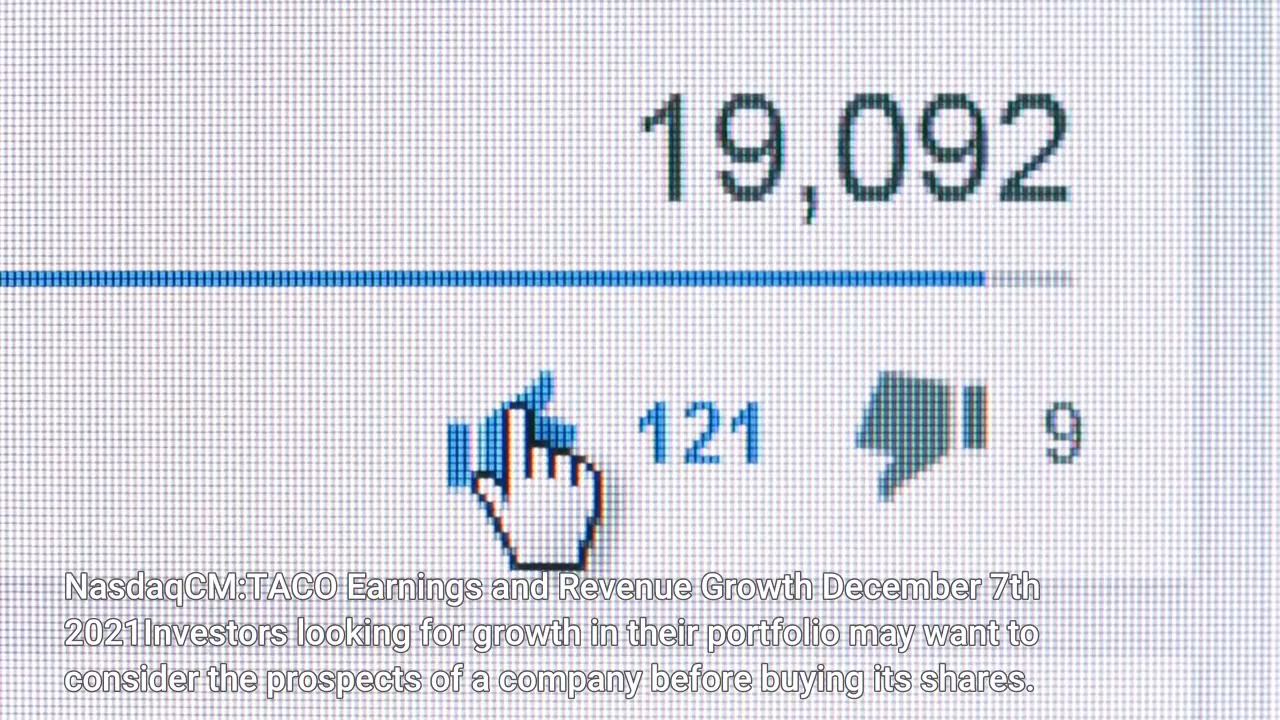 19,092
121 9
NasdaqCM:TACO Earnings and Revenue Growth December 7th
2021Investors looking for growth in their portfolio may want to
consider the prospects of a company before buying its shares.